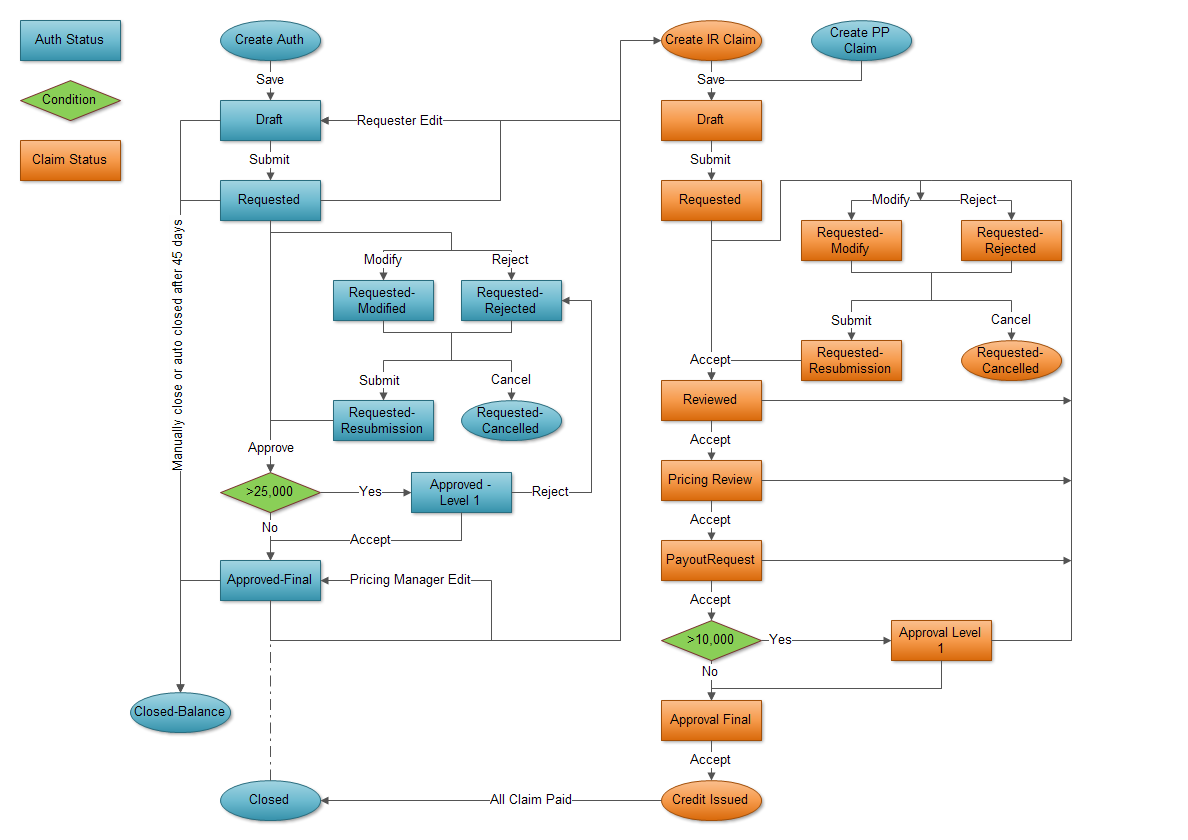 Auth Status
Condition
Claim Status
Create Auth
Save
Draft
Requester Edit
Submit
Requested
Manually close or auto closed after 45 days
Modify
Reject
Requested-
Modified
Requested-
Rejected
Submit
Cancel
Requested-
Resubmission
Requested-
Cancelled
Approve
>25,000
Yes
Approved -
Level 1
Reject
No
Accept
Approved-Final
Pricing Manager Edit
Closed-Balance
Closed
All Claim Paid
Create IR Claim
Create PP
Claim
Save
Draft
Submit
Requested
Modify
Reject
Requested-
Modify
Requested-
Rejected
Submit
Cancel
Requested-
Resubmission
Requested-
Cancelled
Accept
Reviewed
Accept
Pricing Review
Accept
PayoutRequest
Accept
>10,000
Yes
Approval Level
1
No
Approval Final
Accept
Credit Issued